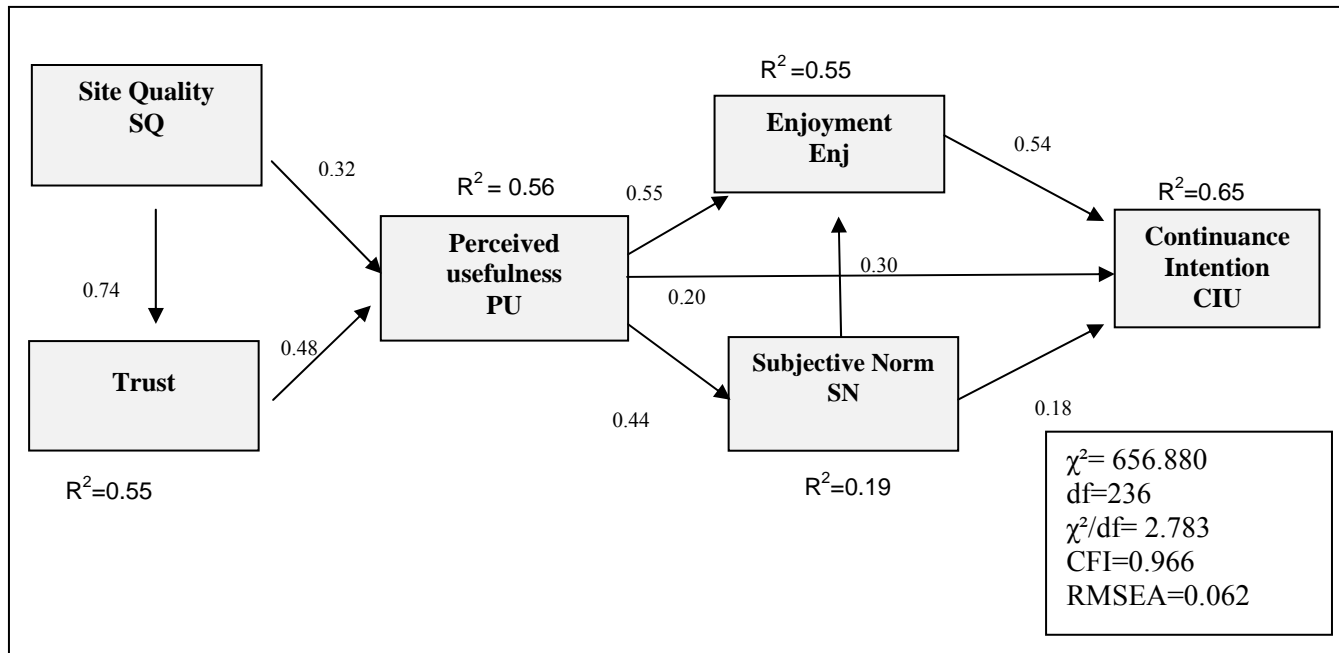 Site Quality
SQ
0.32
0.74
Trust
0.48
R²=0.55
R² = 0.56
Perceived
usefulness
PU
0.55
0.20
0.44
R²=0.55
Enjoyment
Enj
0.30
Subjective Norm
SN
R²=0.19
0.54
0.18
R²=0.65
Continuance
Intention
CIU
χ²= 656.880
df=236
χ²/df= 2.783
CFI=0.966
RMSEA=0.062